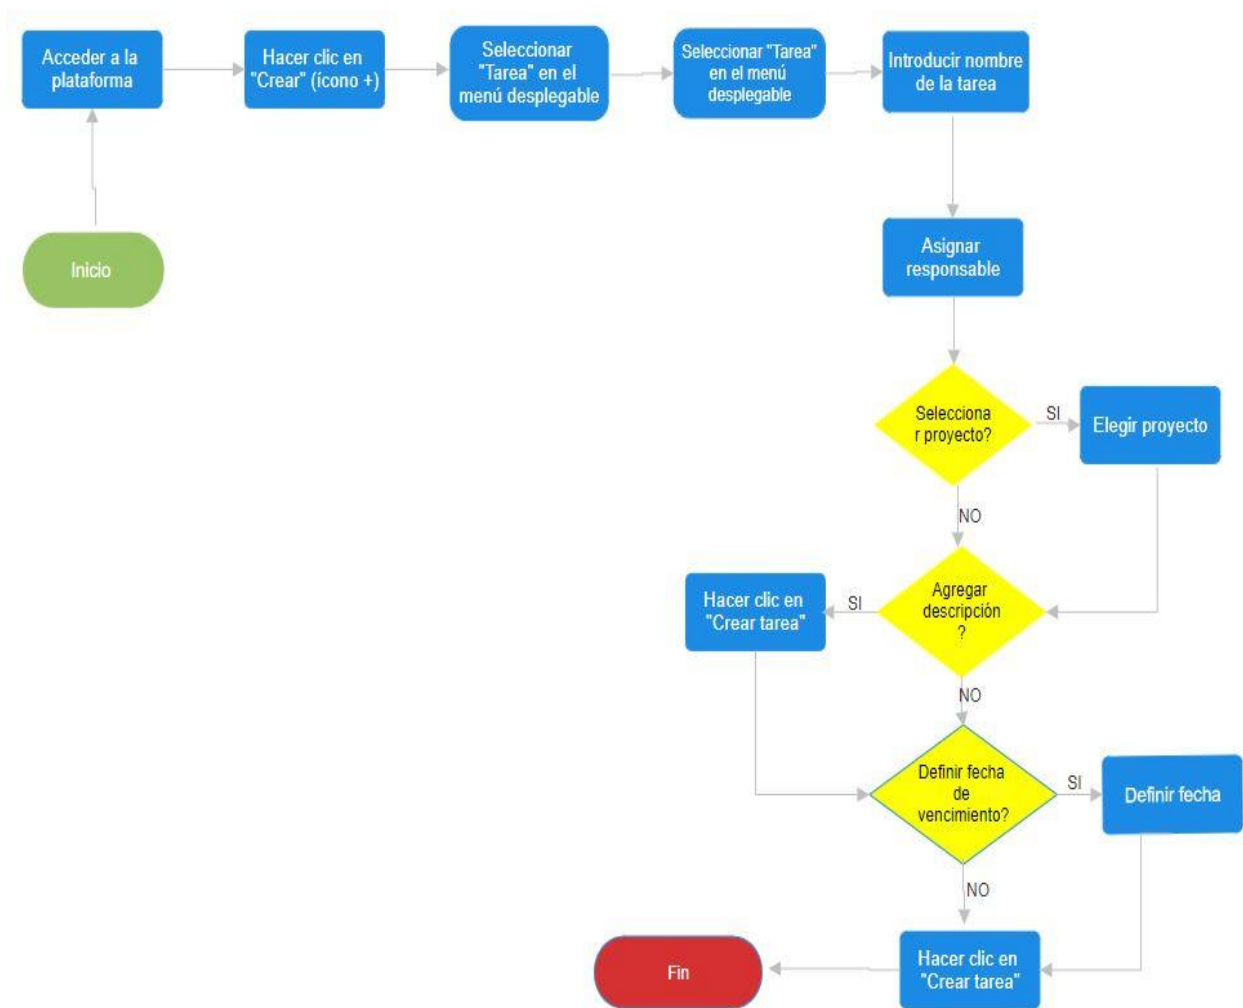 Acceder a la
plataforma
Hacer clic en
"Crear" (ícono +)
Seleccionar
"Tarea" en el
menú desplegable
Seleccionar "Tarea"
en el menú
desplegable
Introducir nombre
de la tarea
Inicio
Asignar
responsable
Selecciona
r proyecto?
SI
Elegir proyecto
NO
Agregar
descripción
?
SI
Hacer clic en
"Crear tarea"
NO
Definir fecha
de
vencimiento?
SI
Definir fecha
NO
Hacer clic en
"Crear tarea"
Fin